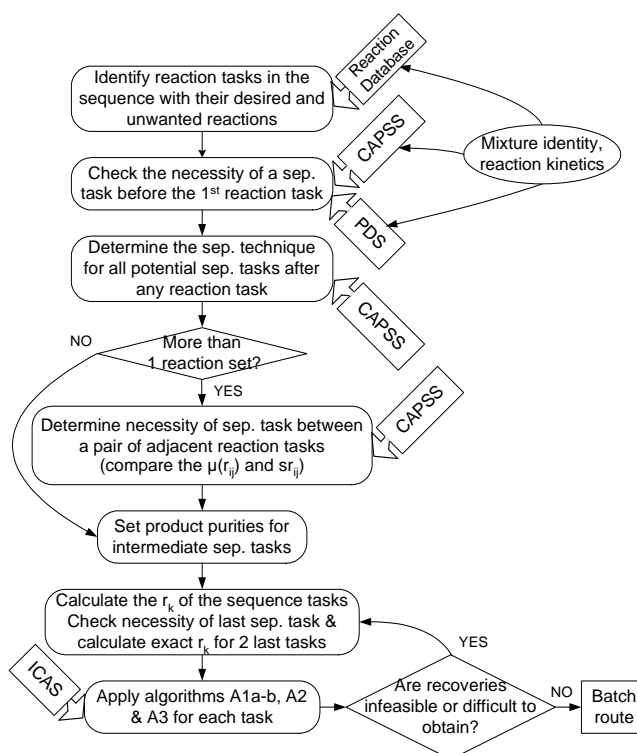 Identify reaction tasks in the
sequence with their desired and
unwanted reactions
Reaction
Database
Mixture identity,
reaction kinetics
CAPSS
Check the necessity of a sep.
task before the 1st reaction task
PDS
Determine the sep. technique
for all potential sep. tasks after
any reaction task
CAPSS
NO
More than
1 reaction set?
YES
CAPSS
Determine necessity of sep. task between
a pair of adjacent reaction tasks
(compare the μ(rij) and srij)
Set product purities for
intermediate sep. tasks
Calculate the rk of the sequence tasks
Check necessity of last sep. task &
calculate exact rk for 2 last tasks
YES
ICAS
Apply algorithms A1a-b, A2
& A3 for each task
Are recoveries
infeasible or difficult to
obtain?
NO
Batch
route